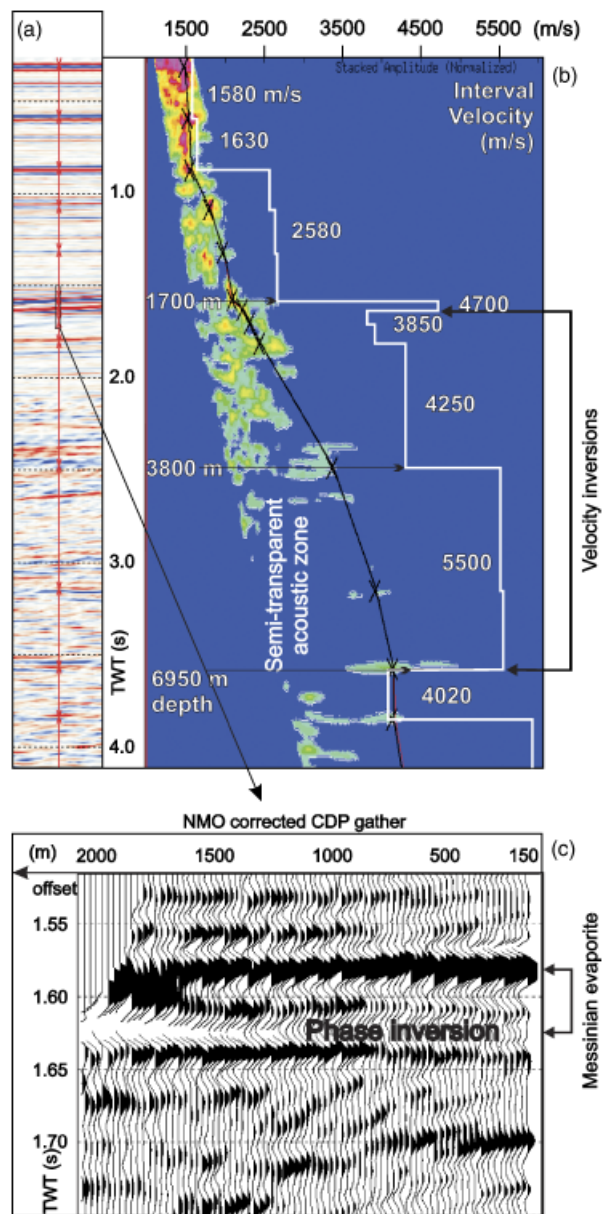 (a)
1500 2500 3500 4500 5500 (m/s)
Stacked Amplitude (Normalized)
(b)
1580 m/s
Interval
Velocity
(m/s)
1630
1.0
2580
1700 m
4700
3850
2.0
4250
3800 m
Velocity inversions
Semi-transparent
acoustic zone
3.0
5500
TWT (s)
6950 m
depth
4020
4.0
NMO corrected CDP gather
(m) 2000 1500 1000 500 150 (c)
offset
1.55
1.60
Phase inversion
Messinian evaporite
1.65
1.70
TWT (s)